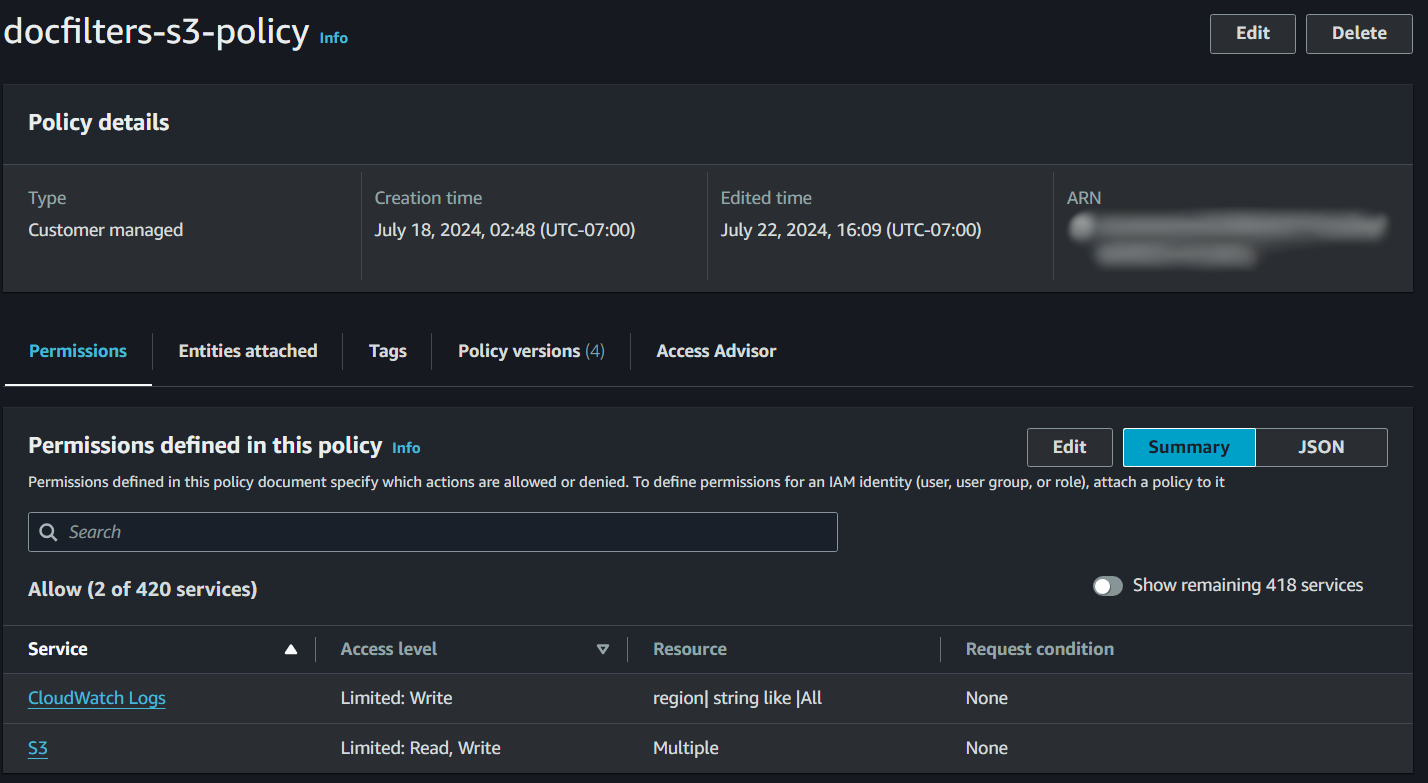 docfilters-s3-policy Info
Edit
Delete
Policy details
Type
Customer managed
Creation time
July 18, 2024, 02:48 (UTC-07:00)
Edited time
July 22, 2024, 16:09 (UTC-07:00)
ARN
Permissions
Entities attached
Tags
Policy versions (4)
Access Advisor
Permissions defined in this policy Info
Edit
Summary
JSON
Permissions defined in this policy document specify which actions are allowed or denied. To define permissions for an IAM identity (user, user group, or role), attach a policy to it
Search
Allow (2 of 420 services)
Show remaining 418 services
Service
Access level
Resource
Request condition
CloudWatch Logs
Limited: Write
region| string like |All
None
S3
Limited: Read, Write
Multiple
None